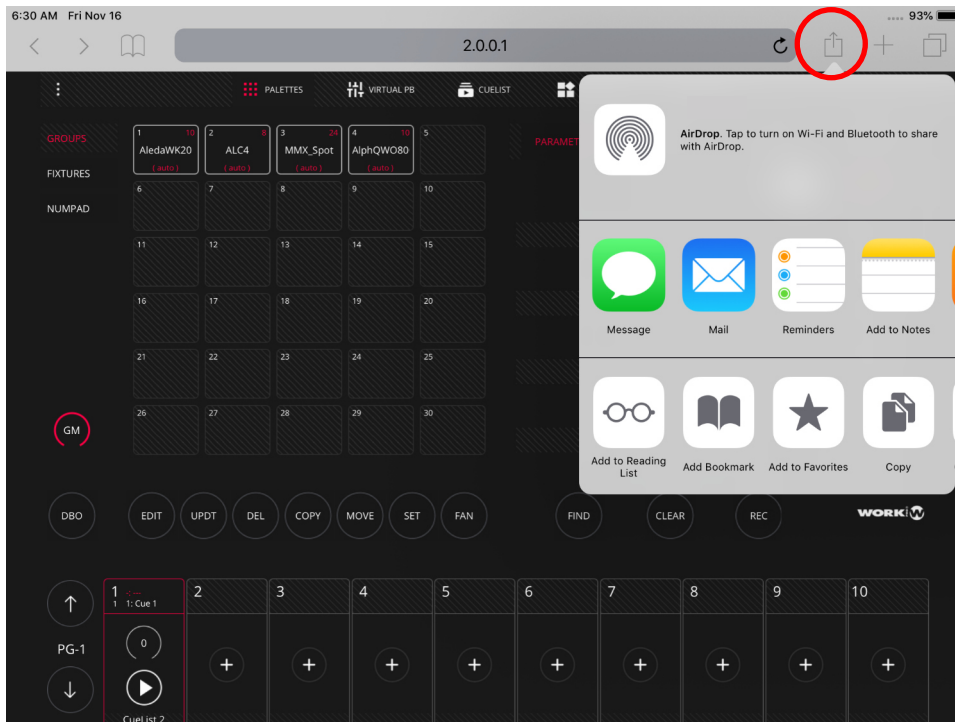 6:30 AM Fri Nov 16
93%
2.0.0.1
PALETTES
VIRTUAL PB
CUELIST
AirDrop. Tap to turn on Wi-Fi and Bluetooth to share
with AirDrop.
GROUPS
FIXTURES
NUMPAD
1 10
AledaWK20
( auto )
2 8
ALC4
( auto )
3 24
MMX_Spot
( auto )
4 10
AlphQWO80
( auto )
5
PARAMET
6 7 8 9 10
11 12 13 14 15
16 17 18 19 20
21 22 23 24 25
26 27 28 29 30
Message
Mail
Reminders
Add to Notes
Add to Reading
List
Add Bookmark
Add to Favorites
Copy
GM
DBO
EDIT
UPDT
DEL
COPY
MOVE
SET
FAN
FIND
CLEAR
REC
WORK
PG-1
1
1 1: Cue 1
0
CueList 2
2 3 4 5 6 7 8 9 10